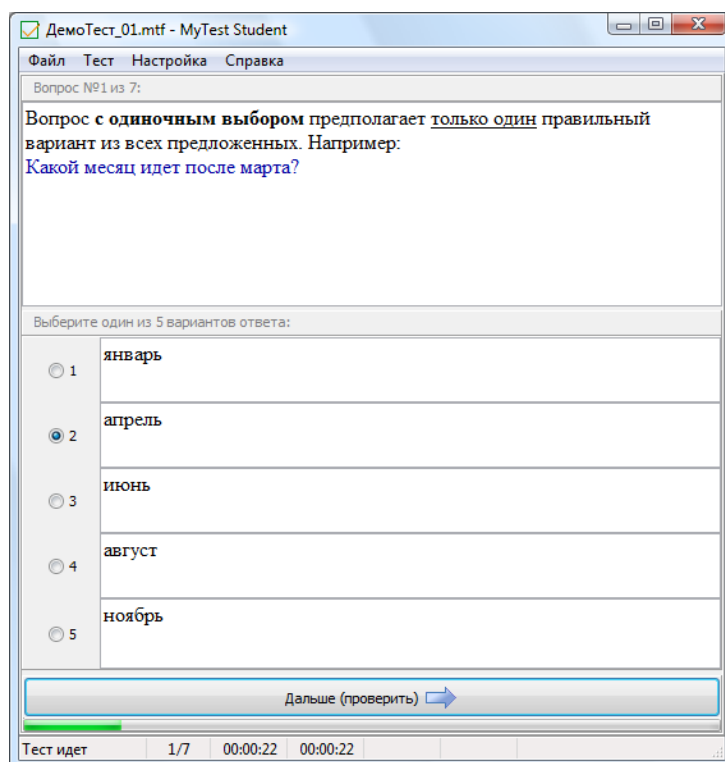 ДемоТест_01.mtf - MyTest Student
Файл Тест Настройка Справка
Вопрос №1 из 7:
Вопрос с одиночным выбором предполагает только один правильный
вариант из всех предложенных. Например:
Какой месяц идет после марта?
Выберите один из 5 вариантов ответа:
1 январь
2 апрель
3 июнь
4 август
5 ноябрь
Дальше (проверить)
Тест идет 1/7 00:00:22 00:00:22